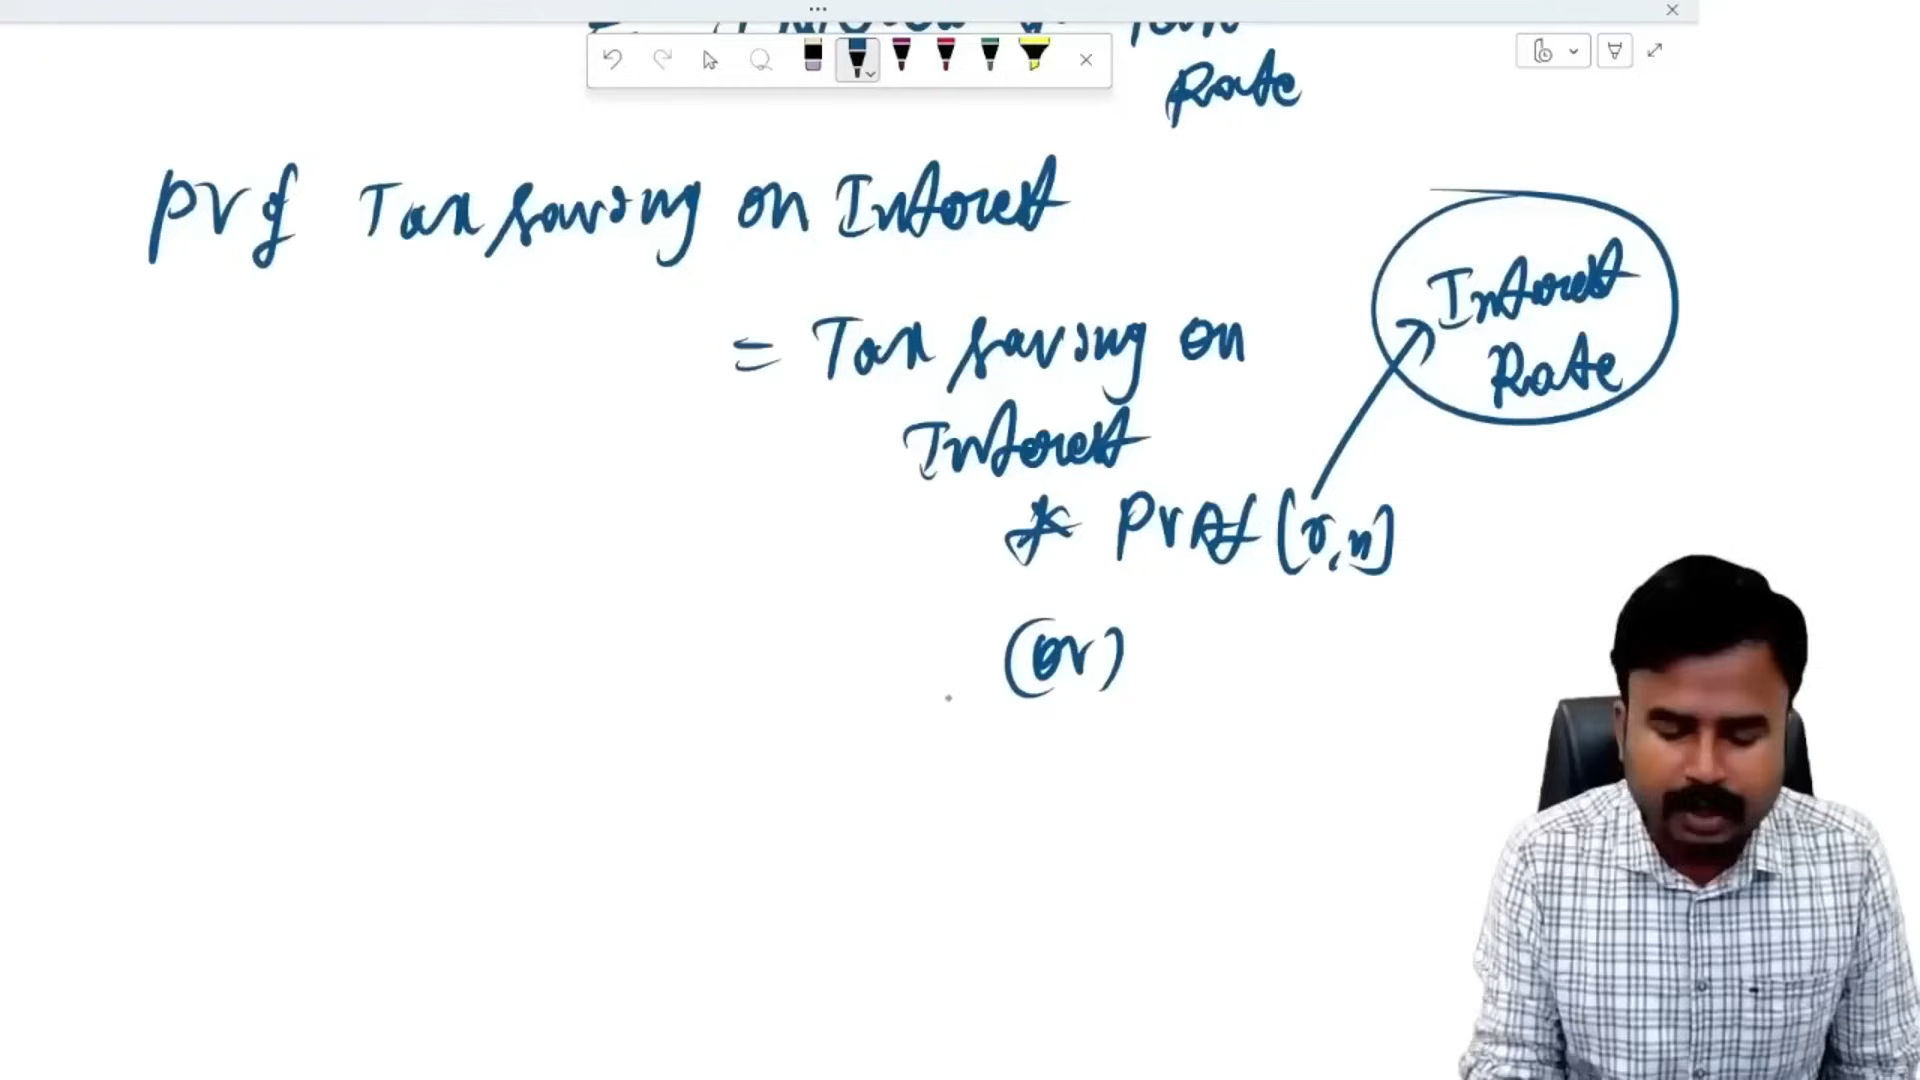 Rate
PV of Tax saving on Interest
= Tax saving on
Interest
* PVAF (r,n)
(or)
Interest
Rate